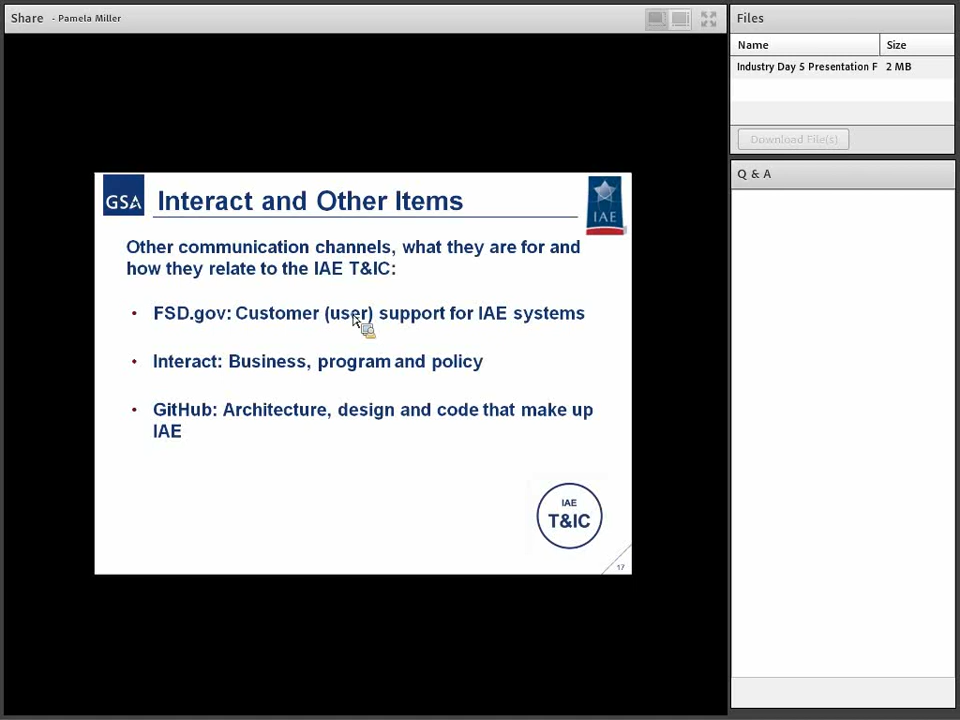 Share - Pamela Miller
Files
Name Size
Industry Day 5 Presentation F 2 MB
Download File(s)
Q & A
GSA
Interact and Other Items
IAE
Other communication channels, what they are for and
how they relate to the IAE T&IC:
• FSD.gov: Customer (user) support for IAE systems
• Interact: Business, program and policy
• GitHub: Architecture, design and code that make up
IAE
IAE
T&IC
17